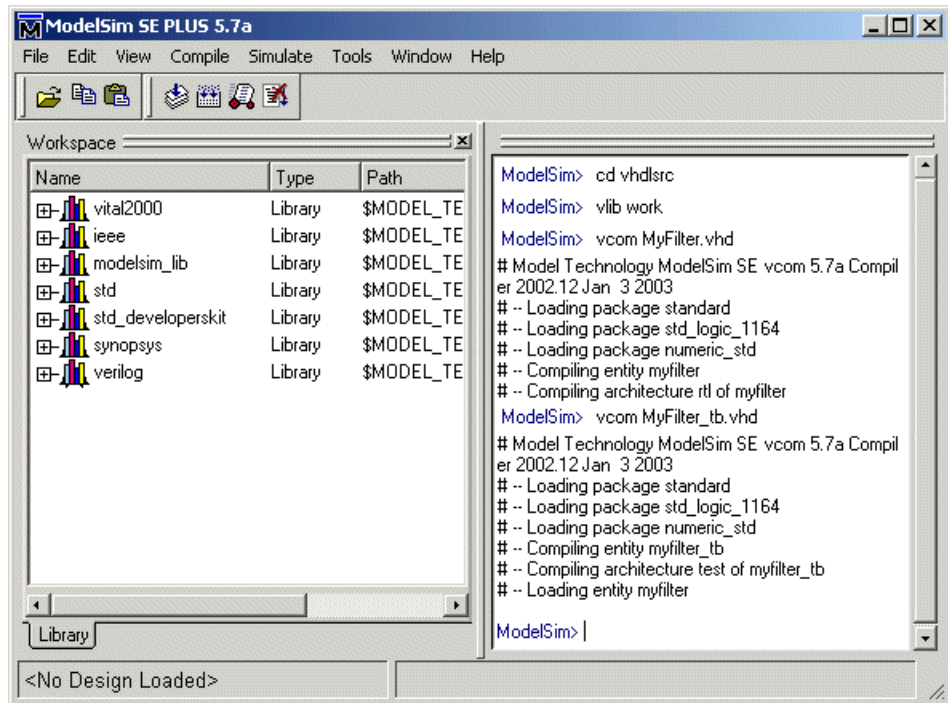 ModelSim SE PLUS 5.7a
File Edit View Compile Simulate Tools Window Help
Workspace
Name Type Path
vital2000 Library $MODEL_TE
ieee Library $MODEL_TE
modelsim_lib Library $MODEL_TE
std Library $MODEL_TE
std_developerskit Library $MODEL_TE
synopsys Library $MODEL_TE
verilog Library $MODEL_TE
Library
ModelSim> cd vhdlsrc
ModelSim> vlib work
ModelSim> vcom MyFilter.vhd
# Model Technology ModelSim SE vcom 5.7a Compil
er 2002.12 Jan 3 2003
# -- Loading package standard
# -- Loading package std_logic_1164
# -- Loading package numeric_std
# -- Compiling entity myfilter
# -- Compiling architecture rtl of myfilter
ModelSim> vcom MyFilter_tb.vhd
# Model Technology ModelSim SE vcom 5.7a Compil
er 2002.12 Jan 3 2003
# -- Loading package standard
# -- Loading package std_logic_1164
# -- Loading package numeric_std
# -- Compiling entity myfilter_tb
# -- Compiling architecture test of myfilter_tb
# -- Loading entity myfilter
ModelSim>
<No Design Loaded>